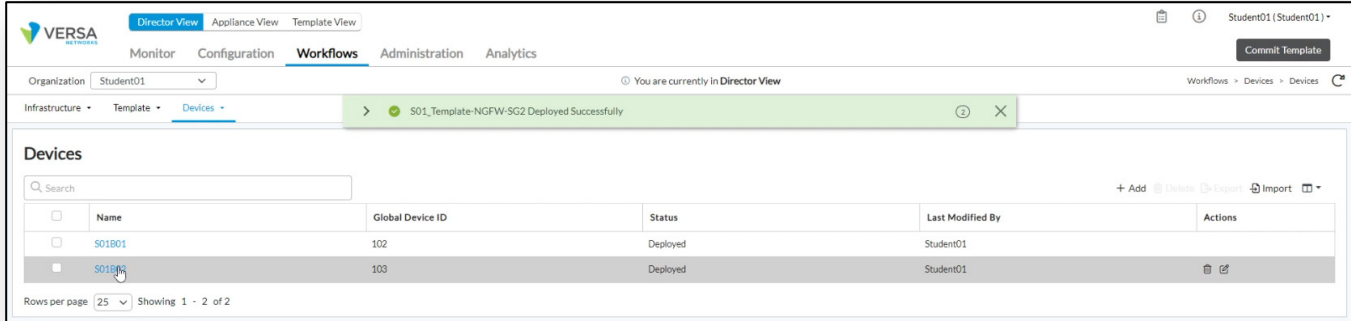 VERSA
NETWORKS
Director View Appliance View Template View
Student01 (Student01)
Monitor Configuration Workflows Administration Analytics
Commit Template
Organization Student01
You are currently in Director View
Workflows > Devices > Devices
Infrastructure Template Devices
> S01_Template-NGFW-SG2 Deployed Successfully 2
Devices
Search
+ Add Delete Export Import
Name Global Device ID Status Last Modified By Actions
S01B01 102 Deployed Student01
103 Deployed Student01
Rows per page 25 Showing 1 - 2 of 2